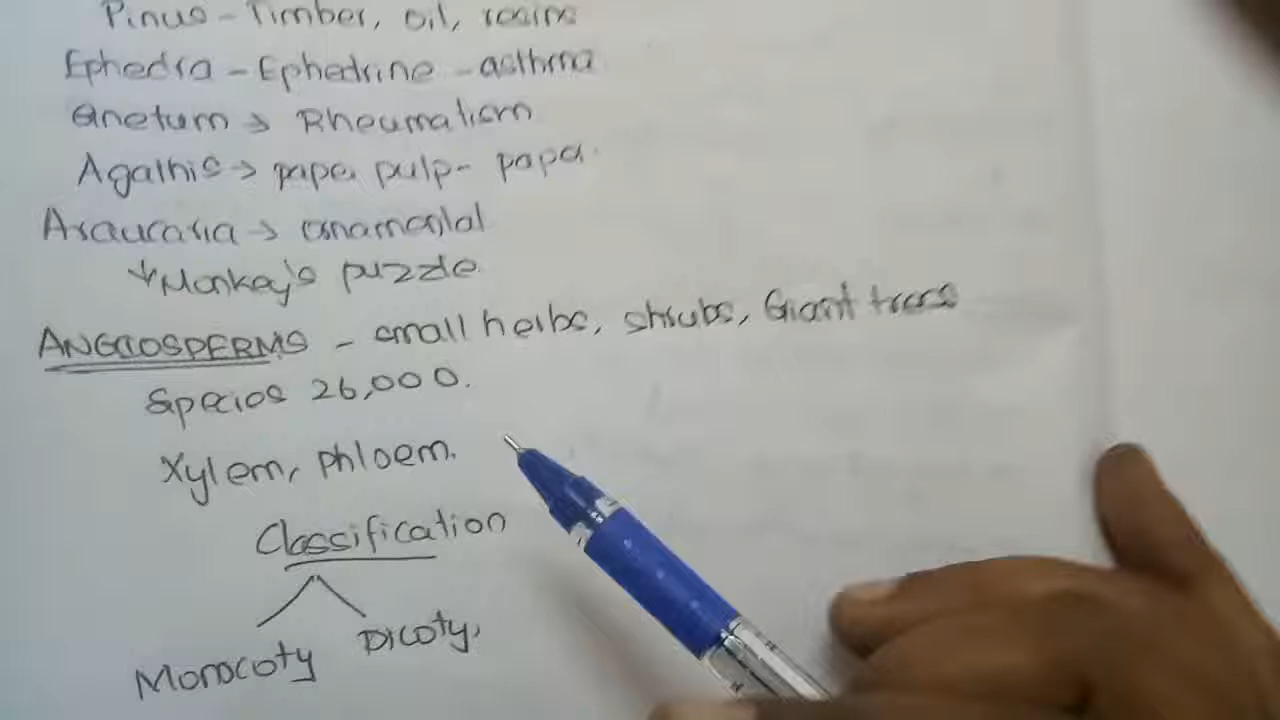 Pinus - Timber, oil, resins
Ephedra - Ephedrine - asthma
Gnetum → Rheumatism
Agathis → paper pulp - paper
Araucaria → ornamental
↓ Monkey's puzzle
ANGIOSPERMS - small herbs, shrubs, Giant trees
Species 26,000.
Xylem, phloem.
Classification
Monocoty Dicoty,